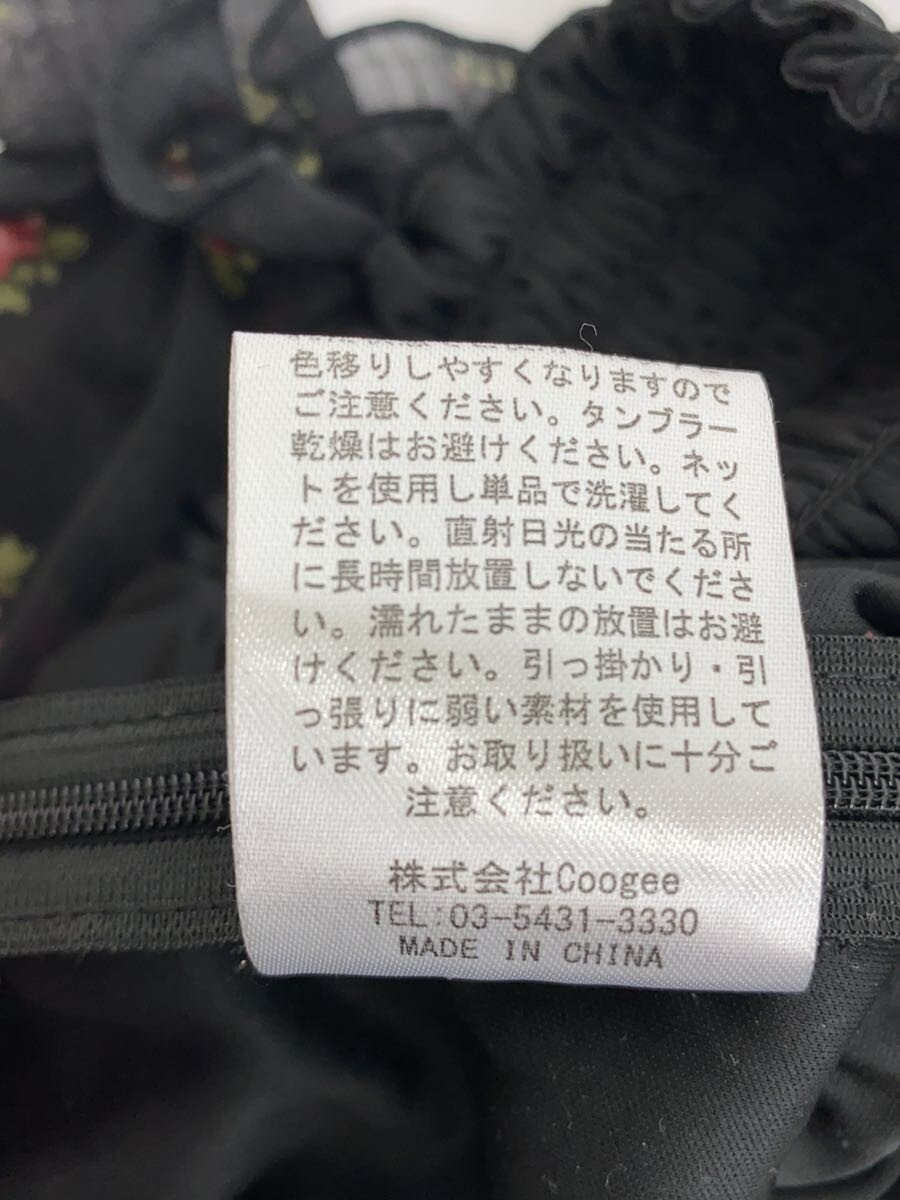 色移りしやすくなりますので
ご注意ください。タンブラー
乾燥はお避けください。ネッ
トを使用し単品で洗濯してく
ださい。直射日光の当たる所
に長時間放置しないでくださ
い。濡れたままの放置はお避
けください。引っ掛かり・引
っ張りに弱い素材を使用して
います。お取り扱いに十分ご
注意ください。
株式会社Coogee
TEL:03-5431-3330
MADE IN CHINA